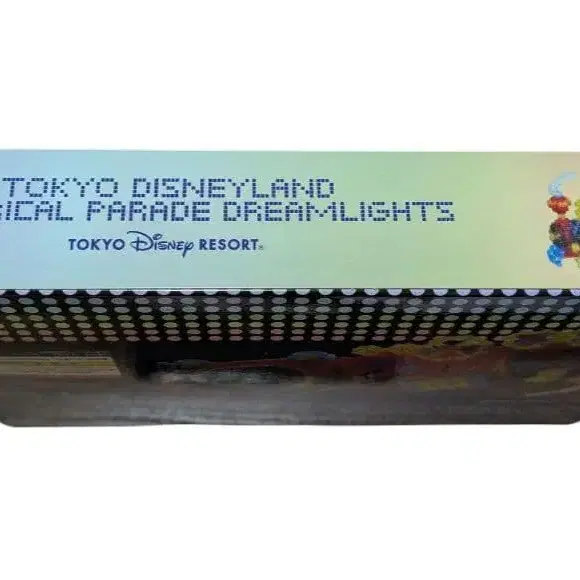 TOKYO DISNEYLAND
ICAL PARADE DREAMLIGHTS
TOKYO Disney RESORT®